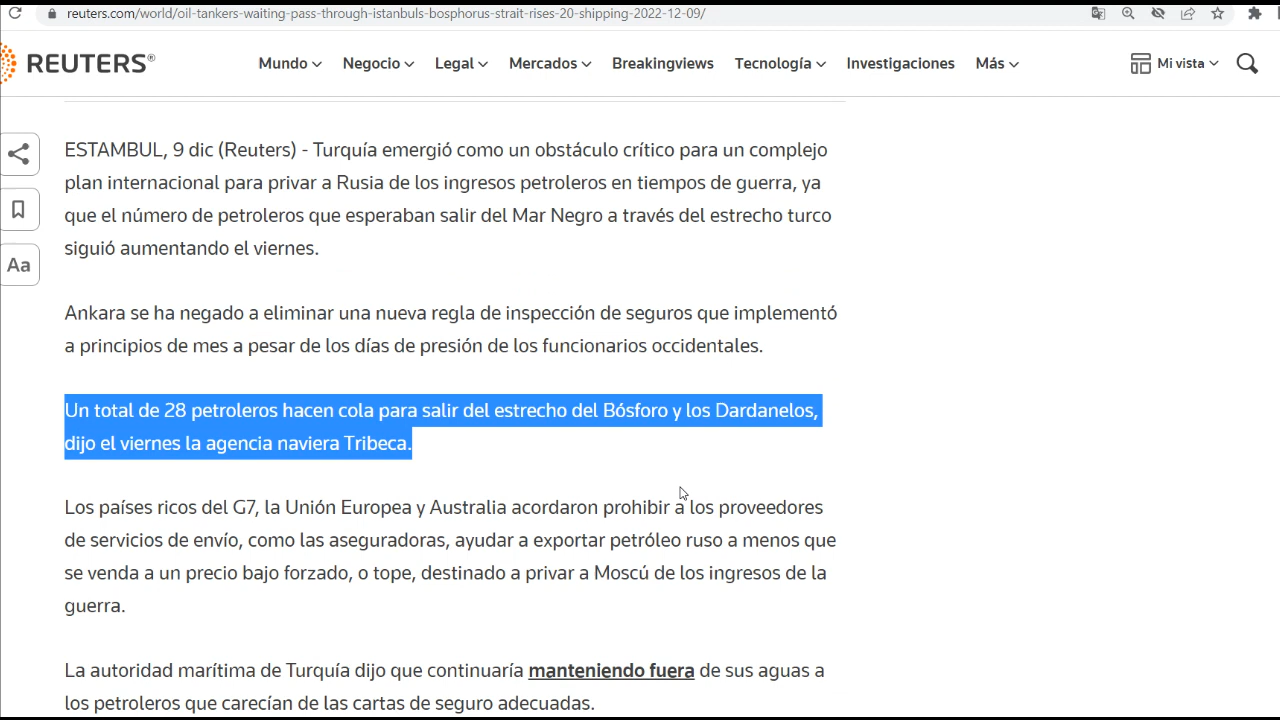 reuters.com/world/oil-tankers-waiting-pass-through-istanbuls-bosphorus-strait-rises-20-shipping-2022-12-09/
REUTERS®
Mundo Negocio Legal Mercados Breakingviews Tecnología Investigaciones Más Mi vista
ESTAMBUL, 9 dic (Reuters) - Turquía emergió como un obstáculo crítico para un complejo
plan internacional para privar a Rusia de los ingresos petroleros en tiempos de guerra, ya
que el número de petroleros que esperaban salir del Mar Negro a través del estrecho turco
siguió aumentando el viernes.
Aa
Ankara se ha negado a eliminar una nueva regla de inspección de seguros que implementó
a principios de mes a pesar de los días de presión de los funcionarios occidentales.
Un total de 28 petroleros hacen cola para salir del estrecho del Bósforo y los Dardanelos,
dijo el viernes la agencia naviera Tribeca.
Los países ricos del G7, la Unión Europea y Australia acordaron prohibir a los proveedores
de servicios de envío, como las aseguradoras, ayudar a exportar petróleo ruso a menos que
se venda a un precio bajo forzado, o tope, destinado a privar a Moscú de los ingresos de la
guerra.
La autoridad marítima de Turquía dijo que continuaría manteniendo fuera de sus aguas a
los petroleros que carecían de las cartas de seguro adecuadas.